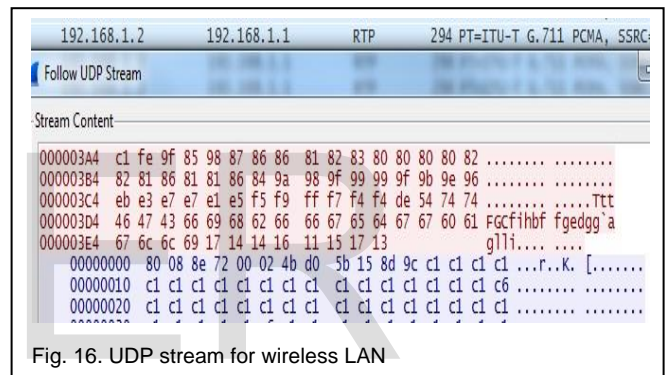 192.168.1.2 192.168.1.1 RTP 294 PT=ITU-T G.711 PCMA, SSRC=
Follow UDP Stream
Stream Content
000003A4 c1 fe 9f 85 98 87 86 86 81 82 83 80 80 80 80 82 ........ ........
000003B4 82 81 86 81 81 86 84 9a 98 9f 99 99 9f 9b 9e 96 ........ ........
000003C4 eb e3 e7 e7 e1 e5 f5 f9 ff f7 f4 f4 de 54 74 74 ........ .....Ttt
000003D4 46 47 43 66 69 68 62 66 66 67 65 64 67 67 60 61 FGCfihbf fgedgg`a
000003E4 67 6c 6c 69 17 14 14 16 11 15 17 13 glli.... ....
00000000 80 08 8e 72 00 02 4b d0 5b 15 8d 9c c1 c1 c1 c1 ...r..K. [.......
00000010 c1 c1 c1 c1 c1 c1 c1 c1 c1 c1 c1 c1 c1 c1 c1 c6 ........ ........
00000020 c1 c1 c1 c1 c1 c1 c1 c1 c1 c1 c1 c1 c1 c1 c1 c1 ........ ........
ER
Fig. 16. UDP stream for wireless LAN